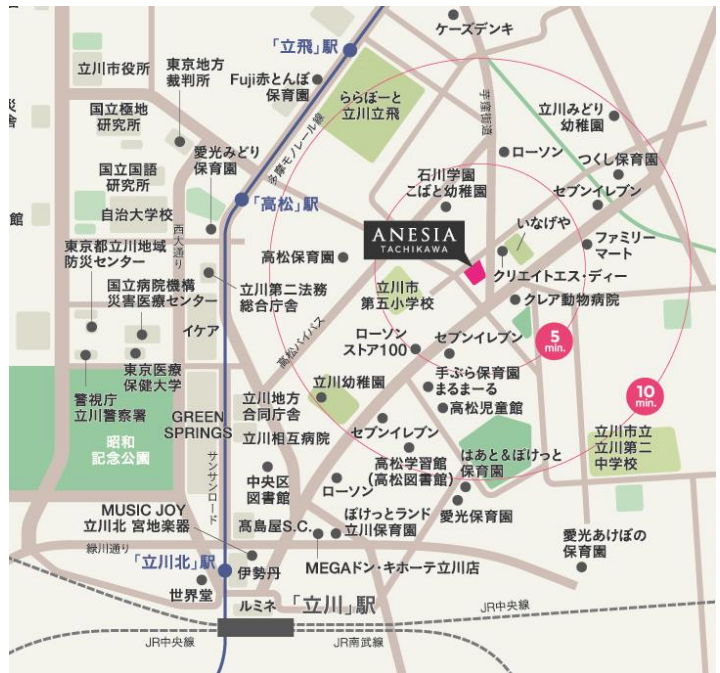 ケーズデンキ
「立飛」駅
立川市役所
東京地方
裁判所
Fuji赤とんぼ
保育園
ららぽーと
立川立飛
芋窪街道
国立極地
研究所
立川みどり
幼稚園
多摩モノレール線
愛光みどり
保育園
ローソン
つくし保育園
石川学園
こばと幼稚園
国立国語
研究所
セブンイレブン
「高松」駅
自治大学校
館
西大通り
ANESIA
TACHIKAWA
いなげや
ファミリー
マート
東京都立川地域
防災センター
高松保育園
クリエイトエス・ディー
国立病院機構
災害医療センター
立川第二法務
総合庁舎
立川市
第五小学校
クレア動物病院
イケア
高松バイパス
ローソン
ストア100
セブンイレブン
5
min.
東京医療
保健大学
手ぶら保育園
まるまーる
警視庁
立川警察署
立川幼稚園
10
min.
立川地方
合同庁舎
高松児童館
GREEN
SPRINGS
昭和
記念公園
立川相互病院
セブンイレブン
はあと&ぽけっと
保育園
立川市立
立川第二
中学校
サンサンロード
高松学習館
(高松図書館)
中央区
図書館
ローソン
MUSIC JOY
立川北 宮地楽器
髙島屋S.C.
ぽけっとランド
立川保育園
愛光保育園
愛光あけぼの
保育園
緑川通り
「立川北」駅
伊勢丹
MEGAドン・キホーテ立川店
世界堂
ルミネ
「立川」駅
JR中央線
JR中央線
JR南武線